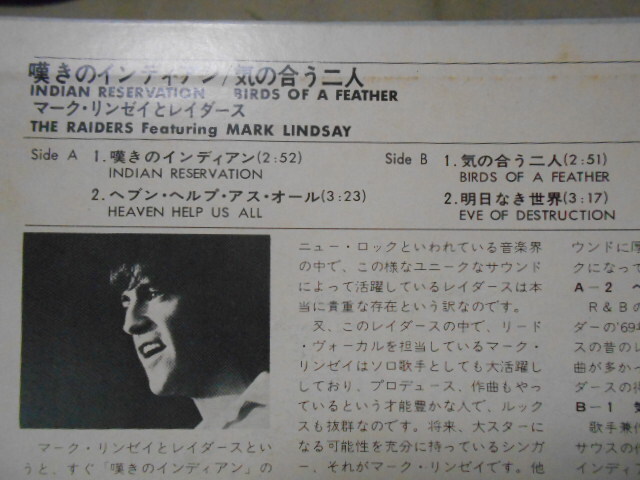 嘆きのインディアン/気の合う二人
INDIAN RESERVATION BIRDS OF A FEATHER
マーク・リンゼイとレイダース
THE RAIDERS Featuring MARK LINDSAY
Side A 1. 嘆きのインディアン(2:52)
INDIAN RESERVATION
2. ヘブン・ヘルプ・アス・オール(3:23)
HEAVEN HELP US ALL
Side B 1. 気の合う二人(2:51)
BIRDS OF A FEATHER
2. 明日なき世界(3:17)
EVE OF DESTRUCTION
マーク・リンゼイとレイダースとい
うと、すぐ「嘆きのインディアン」の
ニュー・ロックといわれている音楽界
の中で、この様なユニークなサウンド
によって活躍しているレイダースは本
当に貴重な存在という訳なのです。
又、このレイダースの中で、リード
・ヴォーカルを担当しているマーク・
リンゼイはソロ歌手としても大活躍し
ており、プロデュース、作曲もやっ
ているという才能豊かな人で、ルック
スも抜群なのです。将来、大スターに
なる可能性を充分に持っているシンガ
ー、それがマーク・リンゼイです。他
ウンドに厚
クになって
A－2 ヘ
R＆Bの
ダーの'69年
スの昔のレ
曲が多かっ
ダースの得
B－1 気
歌手兼作
サウスの作
インディア